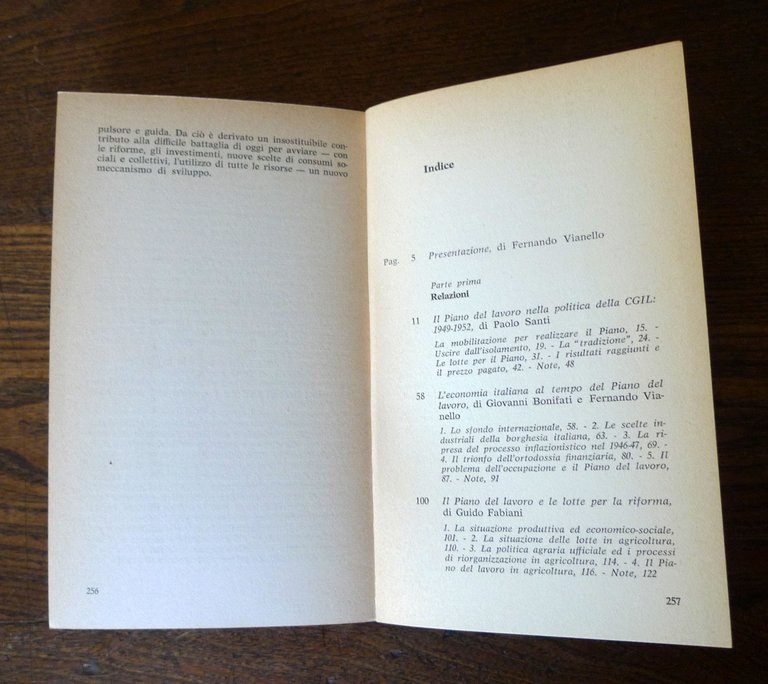 pulsore e guida. Da ciò è derivato un insostituibile con-
tributo alla difficile battaglia di oggi per avviare — con
le riforme, gli investimenti, nuove scelte di consumi so-
ciali e collettivi, l'utilizzo di tutte le risorse — un nuovo
meccanismo di sviluppo.
256
Indice
Pag. 5 Presentazione, di Fernando Vianello
Parte prima
Relazioni
11 Il Piano del lavoro nella politica della CGIL:
1949-1952, di Paolo Santi
La mobilitazione per realizzare il Piano, 15. -
Uscire dall'isolamento, 19. - La "tradizione", 24. -
Le lotte per il Piano, 31. - I risultati raggiunti e
il prezzo pagato, 42. - Note, 48
58 L'economia italiana al tempo del Piano del
lavoro, di Giovanni Bonifati e Fernando Via-
nello
1. Lo sfondo internazionale, 58. - 2. Le scelte in-
dustriali della borghesia italiana, 63. - 3. La ri-
presa del processo inflazionistico nel 1946-47, 69. -
4. Il trionfo dell'ortodossia finanziaria, 80. - 5. Il
problema dell'occupazione e il Piano del lavoro,
87. - Note, 91
100 Il Piano del lavoro e le lotte per la riforma,
di Guido Fabiani
1. La situazione produttiva ed economico-sociale,
101. - 2. La situazione delle lotte in agricoltura,
110. - 3. La politica agraria ufficiale ed i processi
di riorganizzazione in agricoltura, 114. - 4. Il Pia-
no del lavoro in agricoltura, 116. - Note, 122
257